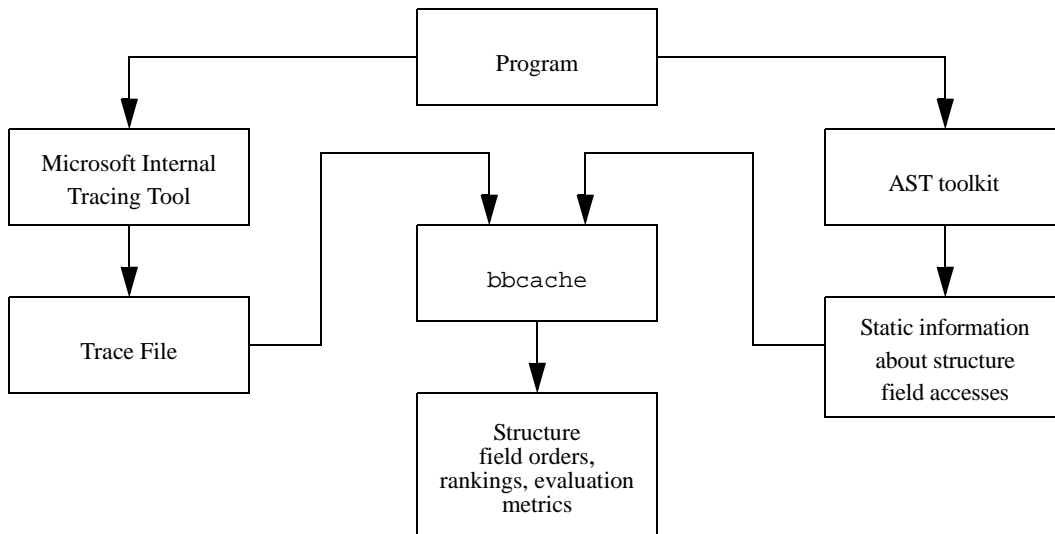 Program
Microsoft Internal
Tracing Tool
AST toolkit
bbcache
Trace File
Static information
about structure
field accesses
Structure
field orders,
rankings, evaluation
metrics